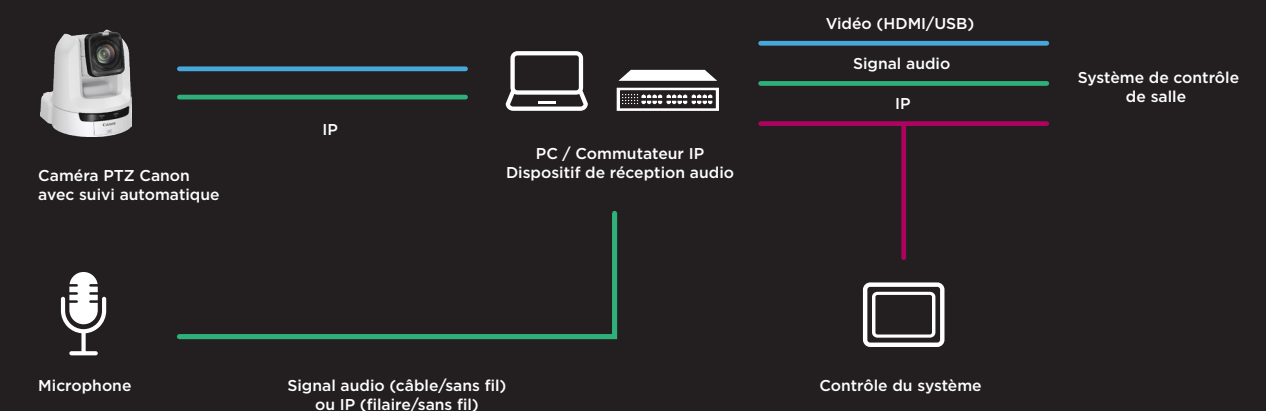 Vidéo (HDMI/USB)
Signal audio
IP
Système de contrôle
de salle
IP
PC / Commutateur IP
Dispositif de réception audio
Canon
Caméra PTZ Canon
avec suivi automatique
Microphone
Signal audio (câble/sans fil)
ou IP (filaire/sans fil)
Contrôle du système